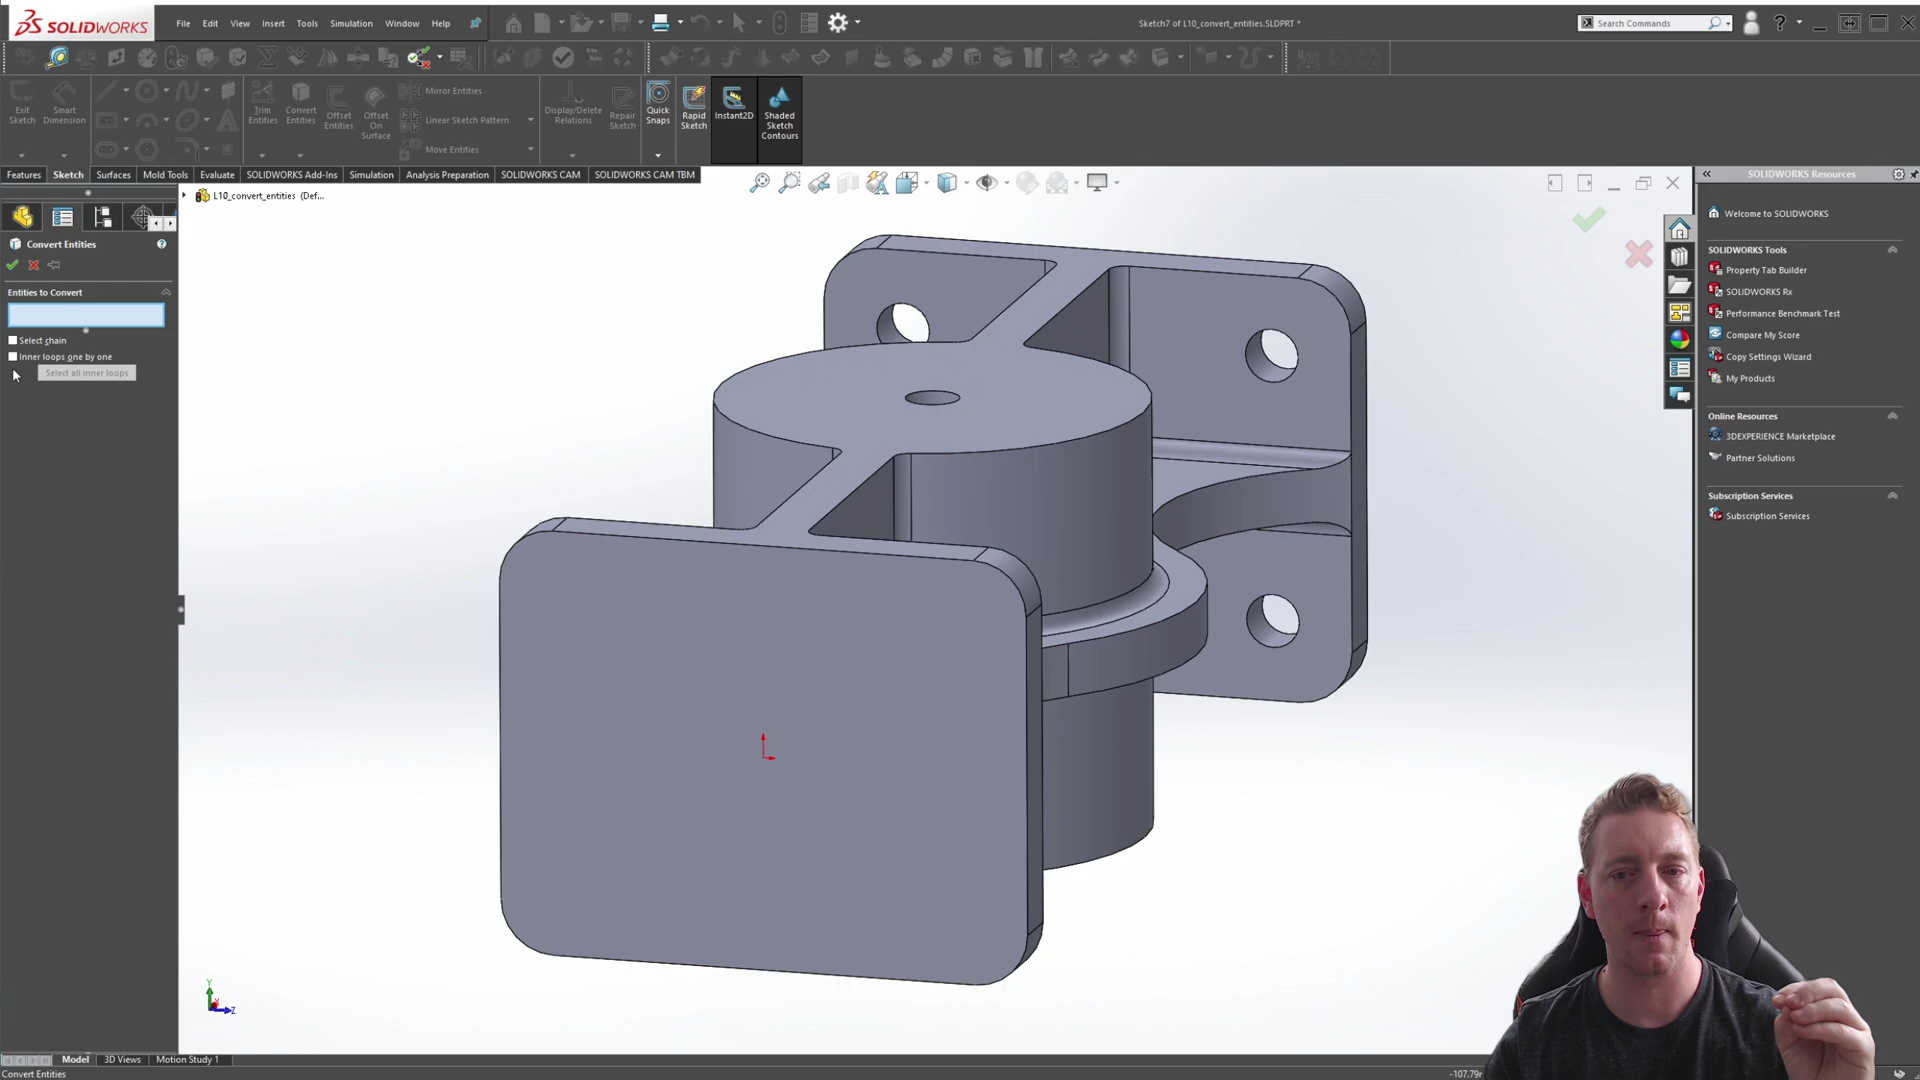 SOLIDWORKS
File Edit View Insert Tools Simulation Window Help
Sketch7 of L10_convert_entities.SLDPRT *
Search Commands
Exit Sketch
Smart Dimension
Trim Entities
Convert Entities
Offset Entities
Offset On Surface
Mirror Entities
Linear Sketch Pattern
Move Entities
Display/Delete Relations
Repair Sketch
Quick Snaps
Rapid Sketch
Instant2D
Shaded Sketch Contours
Features Sketch Mold Tools Surfaces Evaluate SOLIDWORKS Add-Ins Simulation Analysis Preparation SOLIDWORKS CAM SOLIDWORKS CAM TBM
L10_convert_entities (Def...
Convert Entities
Entities to Convert
Select chain
Inner loops one by one
Select all inner loops
SOLIDWORKS Resources
Welcome to SOLIDWORKS
SOLIDWORKS Tools
Property Tab Builder
SOLIDWORKS Rx
Performance Benchmark Test
Compare My Score
Copy Settings Wizard
My Products
Online Resources
3DEXPERIENCE Marketplace
Partner Solutions
Subscription Services
Subscription Services
Y
Z
Model 3D Views Motion Study 1
Convert Entities
-107.79